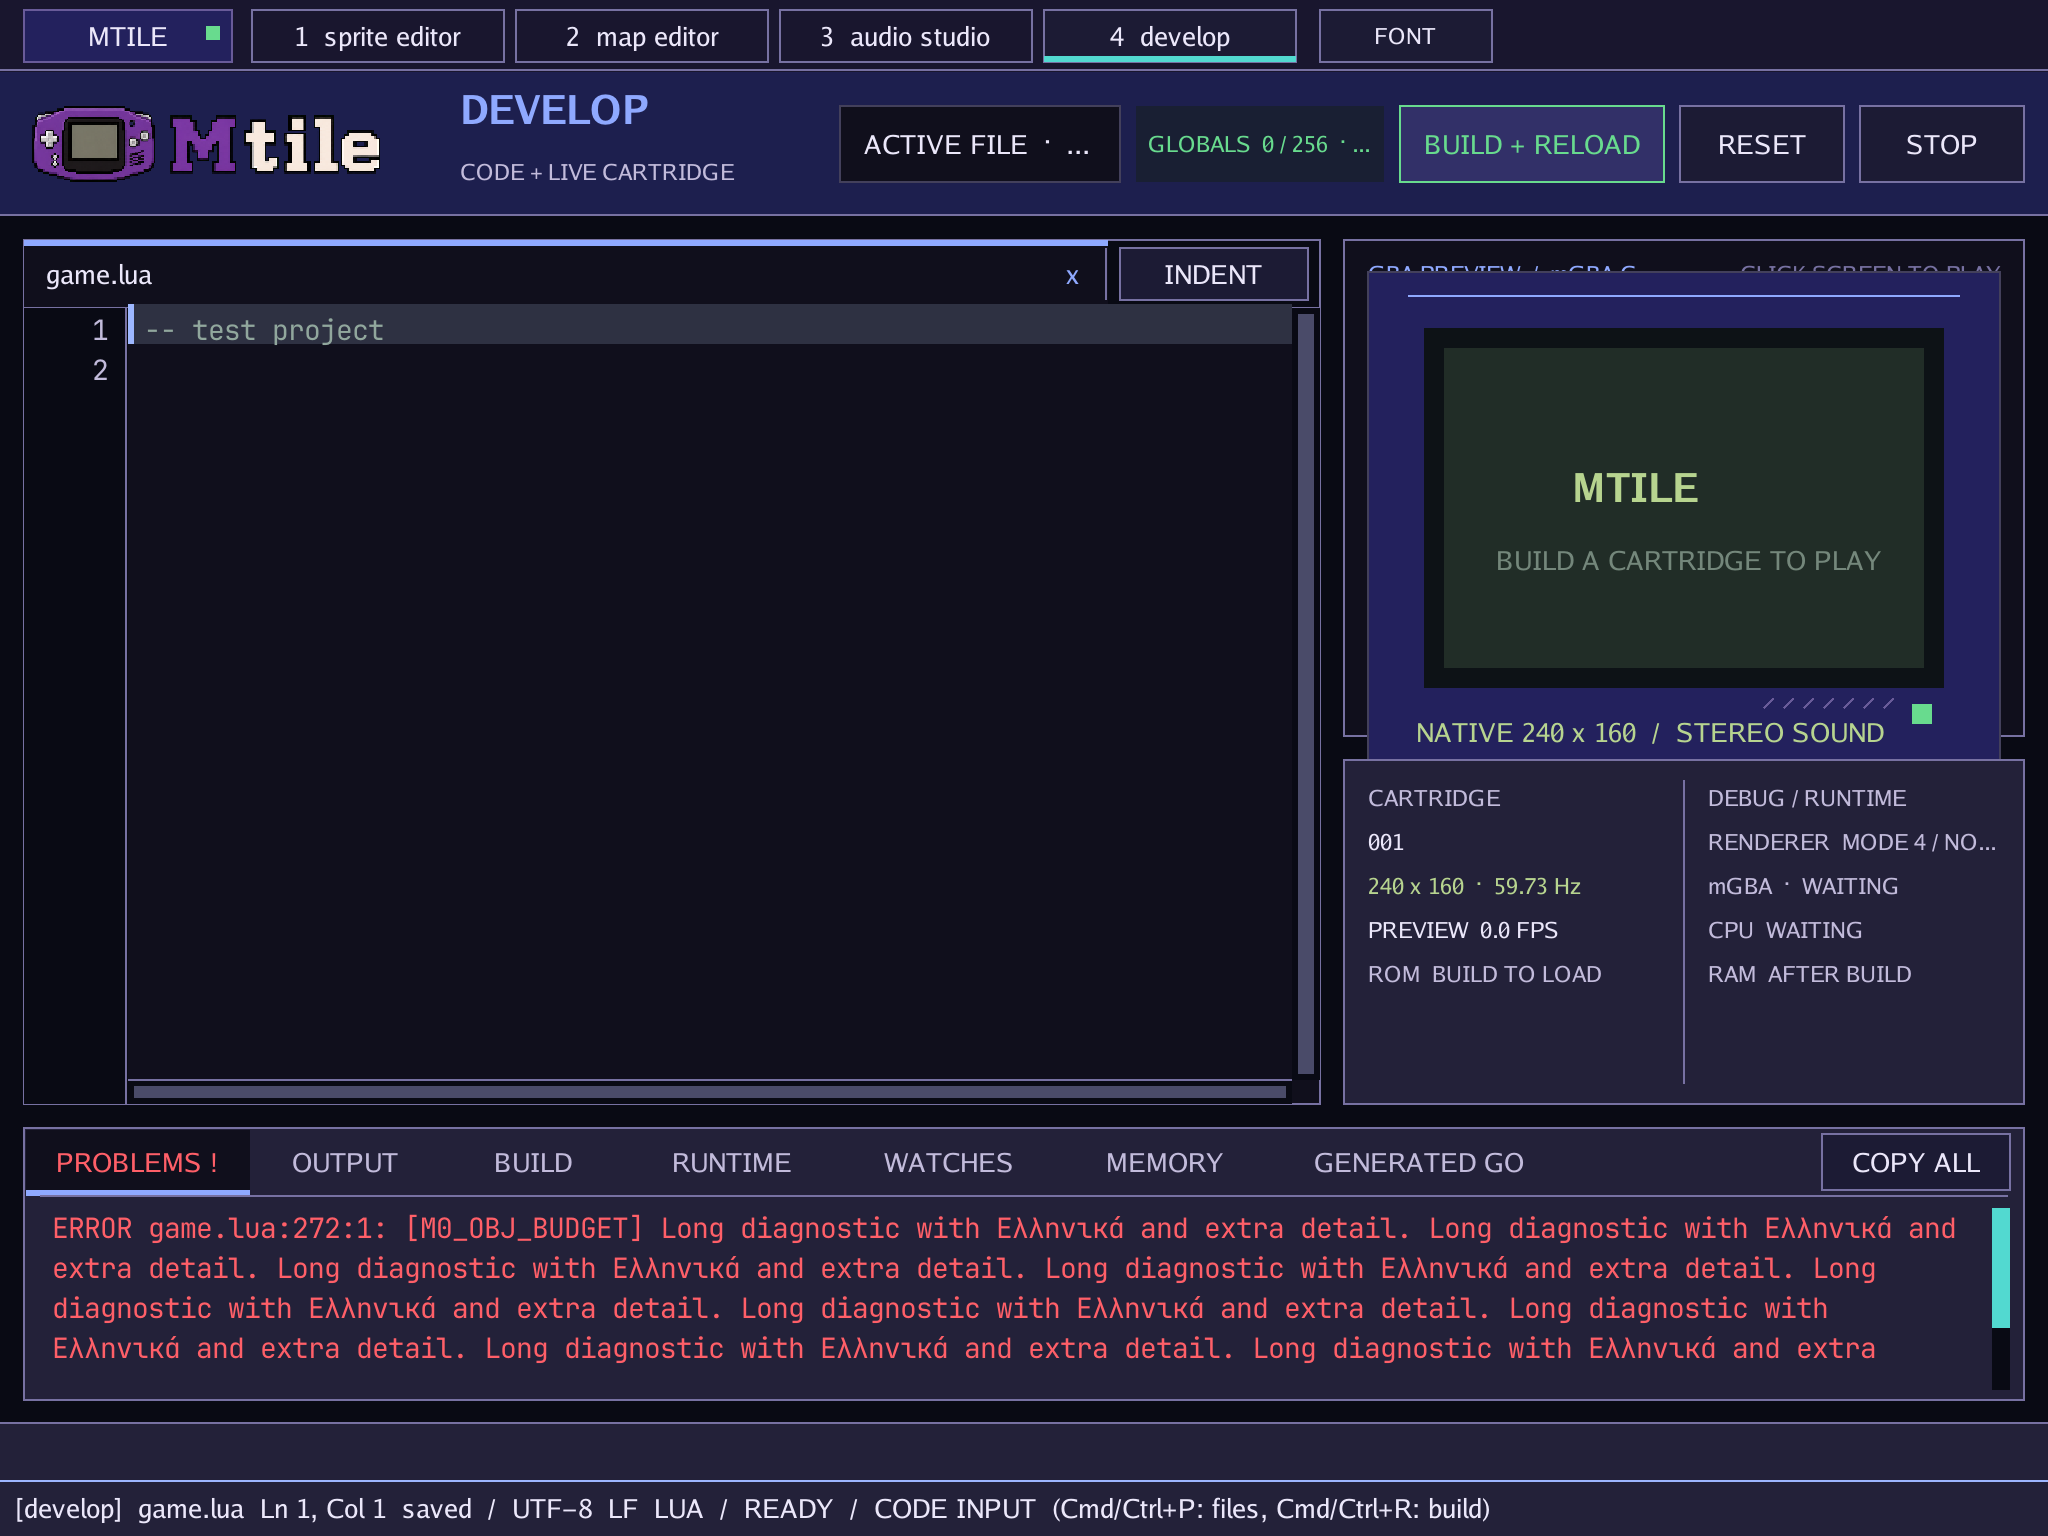 MTILE
1 sprite editor
2 map editor
3 audio studio
4 develop
FONT
Mtile
DEVELOP
CODE + LIVE CARTRIDGE
ACTIVE FILE · ...
GLOBALS 0/256 · ...
BUILD + RELOAD
RESET
STOP
game.lua x
INDENT
1 -- test project
2
GBA PREVIEW / mGBA C
CLICK SCREEN TO PLAY
MTILE
BUILD A CARTRIDGE TO PLAY
NATIVE 240 x 160 / STEREO SOUND
CARTRIDGE
001
240 x 160 · 59.73 Hz
PREVIEW 0.0 FPS
ROM BUILD TO LOAD
DEBUG / RUNTIME
RENDERER MODE 4 / NO...
mGBA · WAITING
CPU WAITING
RAM AFTER BUILD
PROBLEMS !
OUTPUT
BUILD
RUNTIME
WATCHES
MEMORY
GENERATED GO
COPY ALL
ERROR game.lua:272:1: [M0_OBJ_BUDGET] Long diagnostic with Ελληνικά and extra detail. Long diagnostic with Ελληνικά and
extra detail. Long diagnostic with Ελληνικά and extra detail. Long diagnostic with Ελληνικά and extra detail. Long
diagnostic with Ελληνικά and extra detail. Long diagnostic with Ελληνικά and extra detail. Long diagnostic with
Ελληνικά and extra detail. Long diagnostic with Ελληνικά and extra detail. Long diagnostic with Ελληνικά and extra
[develop] game.lua Ln 1, Col 1 saved / UTF-8 LF LUA / READY / CODE INPUT (Cmd/Ctrl+P: files, Cmd/Ctrl+R: build)